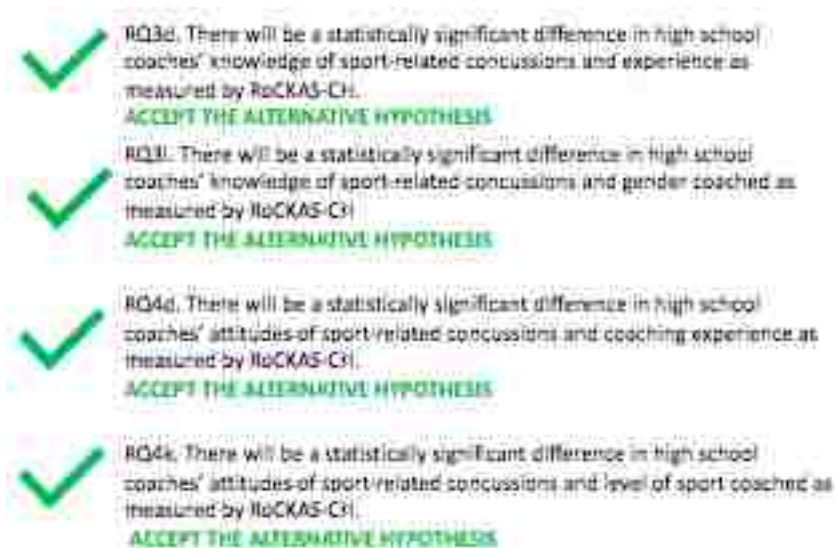 RQ3d. There will be a statistically significant difference in high school
coaches' knowledge of sport-related concussions and experience as
measured by RoCKAS-CH.
ACCEPT THE ALTERNATIVE HYPOTHESIS
RQ3i. There will be a statistically significant difference in high school
coaches' knowledge of sport-related concussions and gender coached as
measured by RoCKAS-CH
ACCEPT THE ALTERNATIVE HYPOTHESIS
RQ4d. There will be a statistically significant difference in high school
coaches' attitudes of sport-related concussions and coaching experience as
measured by RoCKAS-CH.
ACCEPT THE ALTERNATIVE HYPOTHESIS
RQ4k. There will be a statistically significant difference in high school
coaches' attitudes of sport-related concussions and level of sport coached as
measured by RoCKAS-CH.
ACCEPT THE ALTERNATIVE HYPOTHESIS